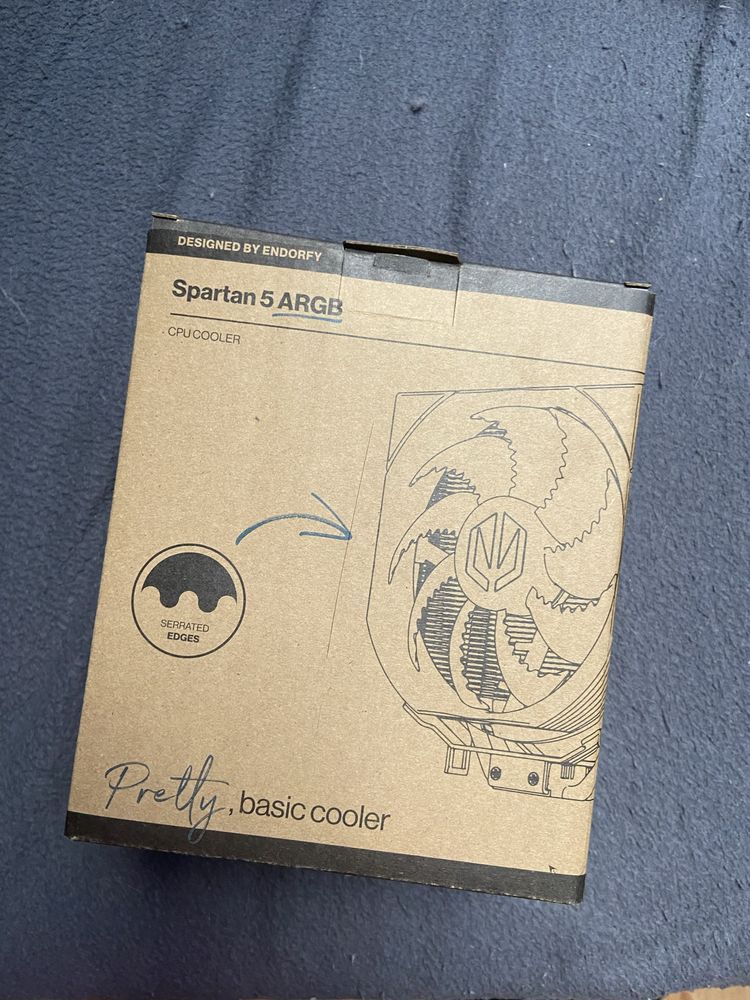 DESIGNED BY ENDORFY
Spartan 5 ARGB
CPU COOLER
SERRATED
EDGES
Pretty, basic cooler